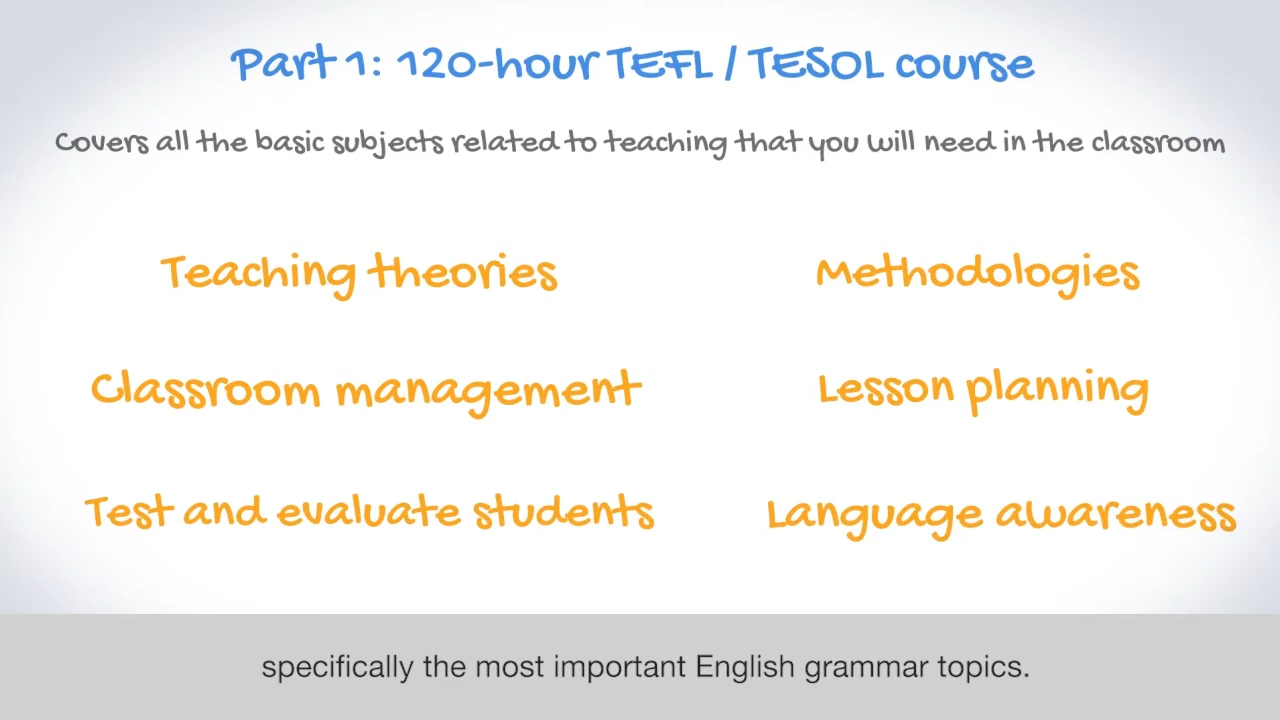 Part 1: 120-hour TEFL / TESOL course
Covers all the basic subjects related to teaching that you will need in the classroom
Teaching theories
Methodologies
Classroom management
Lesson planning
Test and evaluate students
Language awareness
specifically the most important English grammar topics.